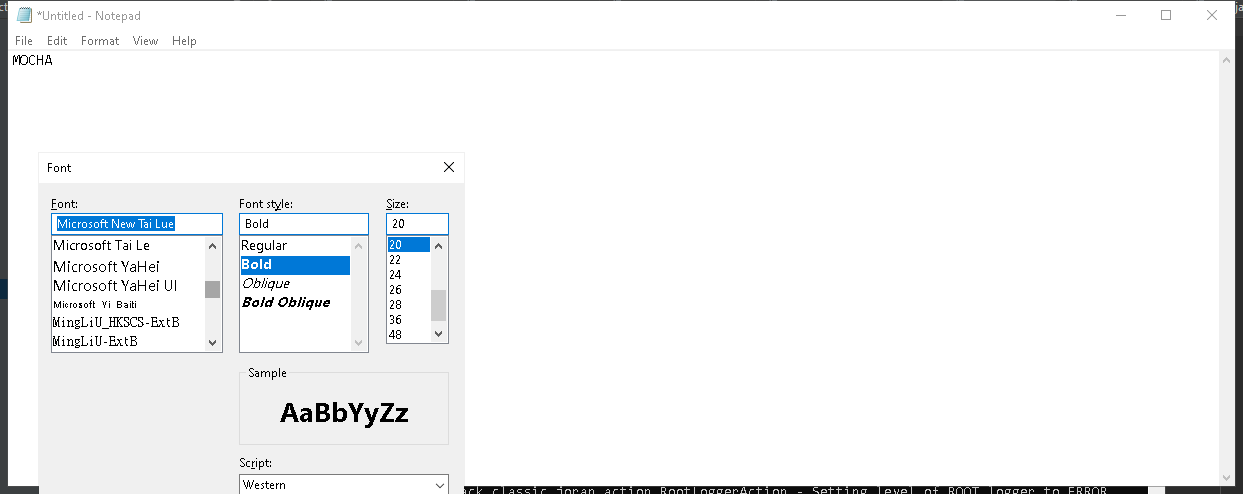 *Untitled - Notepad
File Edit Format View Help
MOCHA
Font
Font: Font style: Size:
Microsoft New Tai Lue Bold 20
Microsoft Tai Le Regular 20
Microsoft YaHei Bold 22
Microsoft YaHei UI Oblique 24
Microsoft Yi Baiti Bold Oblique 26
MingLiU_HKSCS-ExtB 28
MingLiU-ExtB 36
48
Sample
AaBbYyZz
Script:
Western
classic.joran.action.RootLoggerAction - Setting level of ROOT logger to ERROR